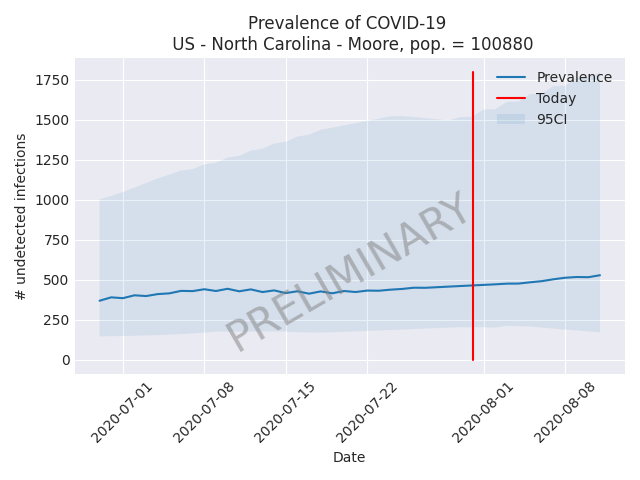 Prevalence of COVID-19
US - North Carolina - Moore, pop. = 100880
Prevalence
Today
95CI
1750
1500
1250
1000
750
500
250
0
# undetected infections
PRELIMINARY
2020-07-01
2020-07-08
2020-07-15
2020-07-22
2020-08-01
2020-08-08
Date